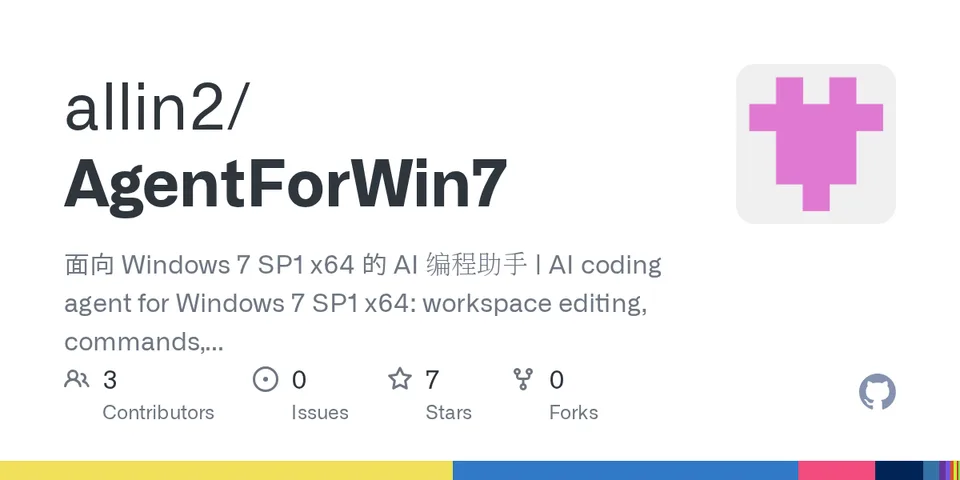 allin2/
AgentForWin7
面向 Windows 7 SP1 x64 的 AI 编程助手 | AI coding
agent for Windows 7 SP1 x64: workspace editing,
commands,...
3 0 7 0
Contributors Issues Stars Forks